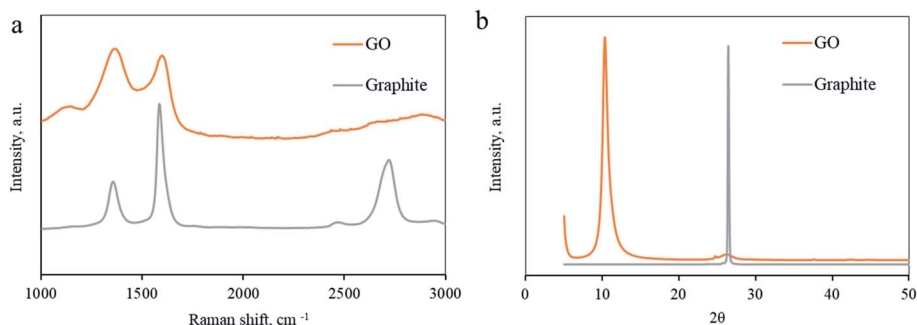 a
GO
Graphite
Intensity, a.u.
1000 1500 2000 2500 3000
Raman shift, cm -1
b
GO
Graphite
Intensity, a.u.
0 10 20 30 40 50
2θ